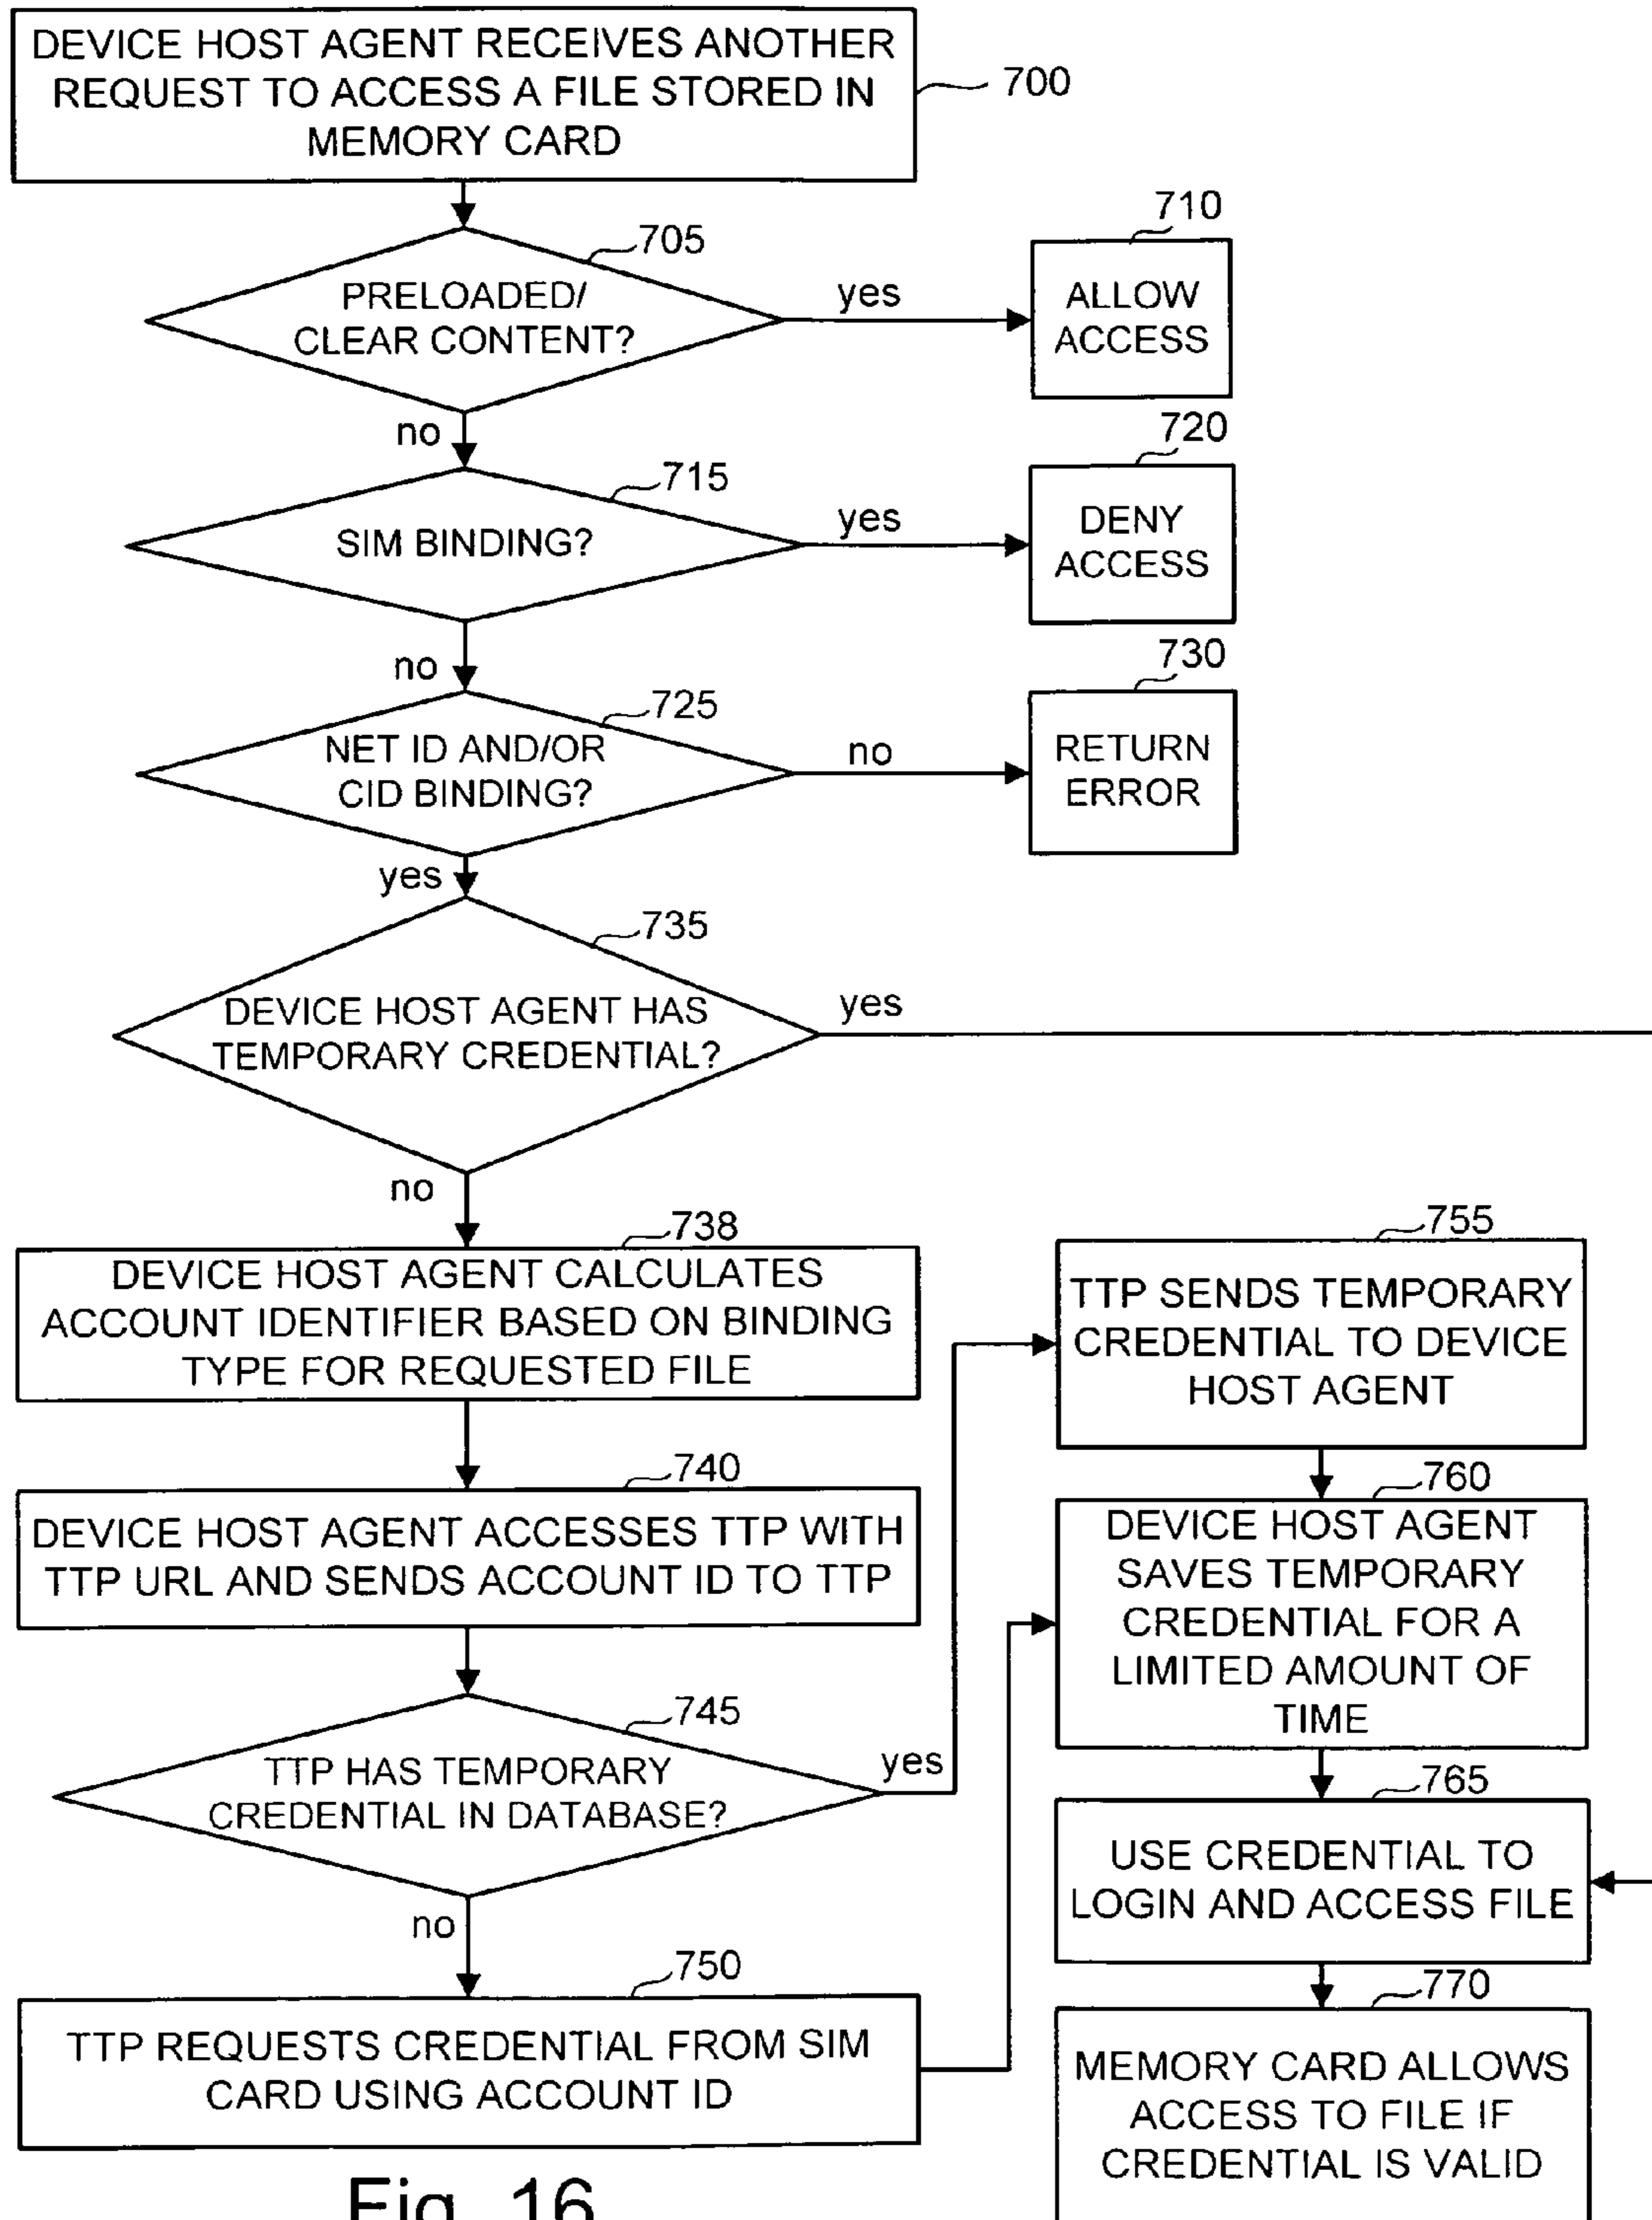 DEVICE HOST AGENT RECEIVES ANOTHER
REQUEST TO ACCESS A FILE STORED IN
MEMORY CARD
700
705
PRELOADED/
CLEAR CONTENT?
yes
710
ALLOW
ACCESS
no
715
SIM BINDING?
yes
720
DENY
ACCESS
no
725
NET ID AND/OR
CID BINDING?
no
730
RETURN
ERROR
yes
735
DEVICE HOST AGENT HAS
TEMPORARY CREDENTIAL?
yes
no
738
DEVICE HOST AGENT CALCULATES
ACCOUNT IDENTIFIER BASED ON BINDING
TYPE FOR REQUESTED FILE
740
DEVICE HOST AGENT ACCESSES TTP WITH
TTP URL AND SENDS ACCOUNT ID TO TTP
745
TTP HAS TEMPORARY
CREDENTIAL IN DATABASE?
yes
no
750
TTP REQUESTS CREDENTIAL FROM SIM
CARD USING ACCOUNT ID
755
TTP SENDS TEMPORARY
CREDENTIAL TO DEVICE
HOST AGENT
760
DEVICE HOST AGENT
SAVES TEMPORARY
CREDENTIAL FOR A
LIMITED AMOUNT OF
TIME
765
USE CREDENTIAL TO
LOGIN AND ACCESS FILE
770
MEMORY CARD ALLOWS
ACCESS TO FILE IF
CREDENTIAL IS VALID
Fig. 16